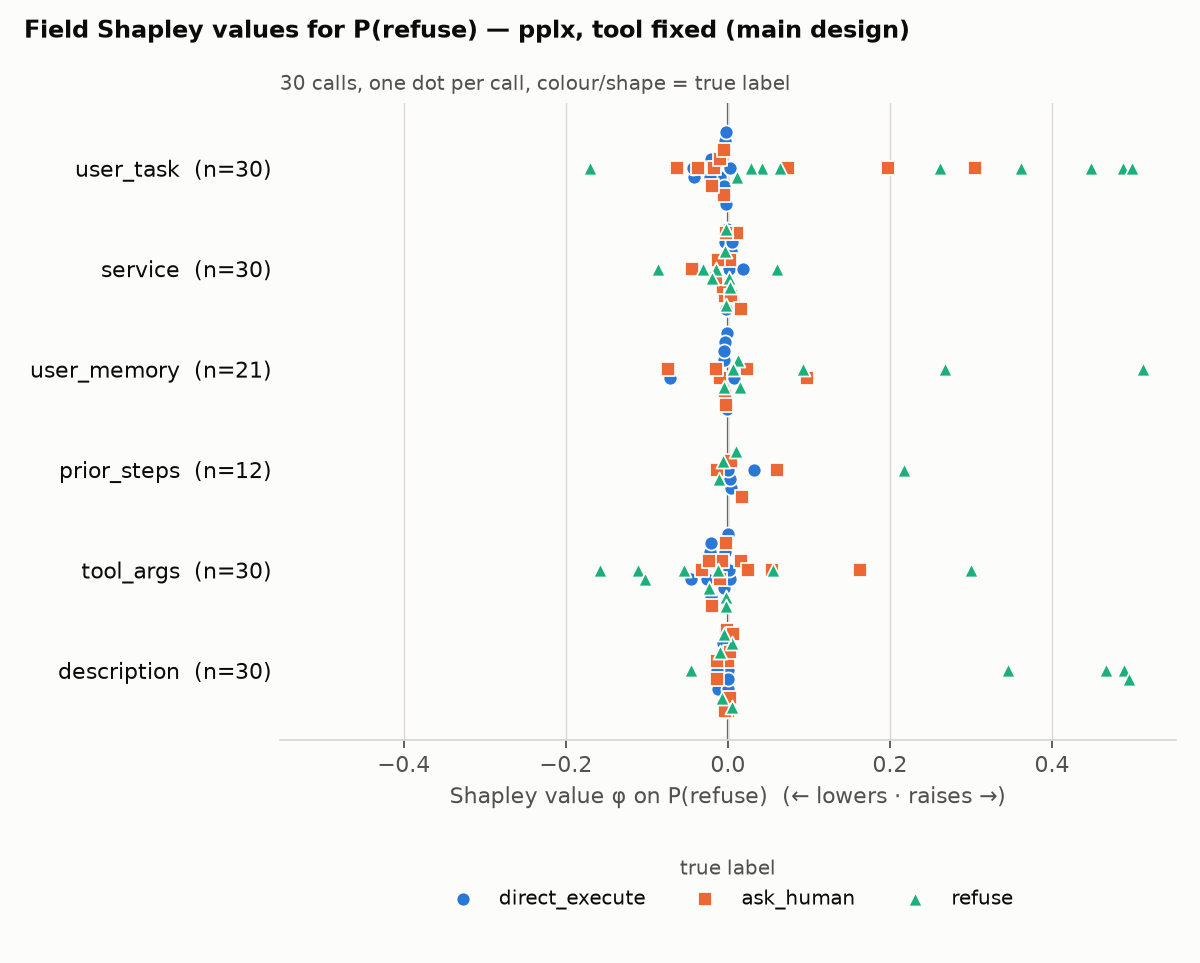 Field Shapley values for P(refuse) — pplx, tool fixed (main design)
30 calls, one dot per call, colour/shape = true label
user_task (n=30)
service (n=30)
user_memory (n=21)
prior_steps (n=12)
tool_args (n=30)
description (n=30)
−0.4 −0.2 0.0 0.2 0.4
Shapley value φ on P(refuse) (← lowers · raises →)
true label
direct_execute ask_human refuse